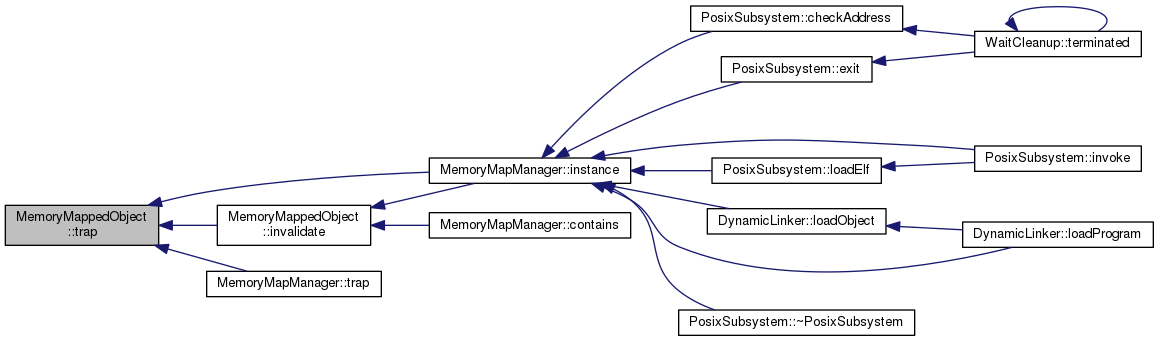 PosixSubsystem::checkAddress
WaitCleanup::terminated
PosixSubsystem::exit
MemoryMapManager::instance
PosixSubsystem::loadElf
PosixSubsystem::invoke
MemoryMappedObject
::trap
MemoryMappedObject
::invalidate
MemoryMapManager::contains
DynamicLinker::loadObject
DynamicLinker::loadProgram
MemoryMapManager::trap
PosixSubsystem::~PosixSubsystem